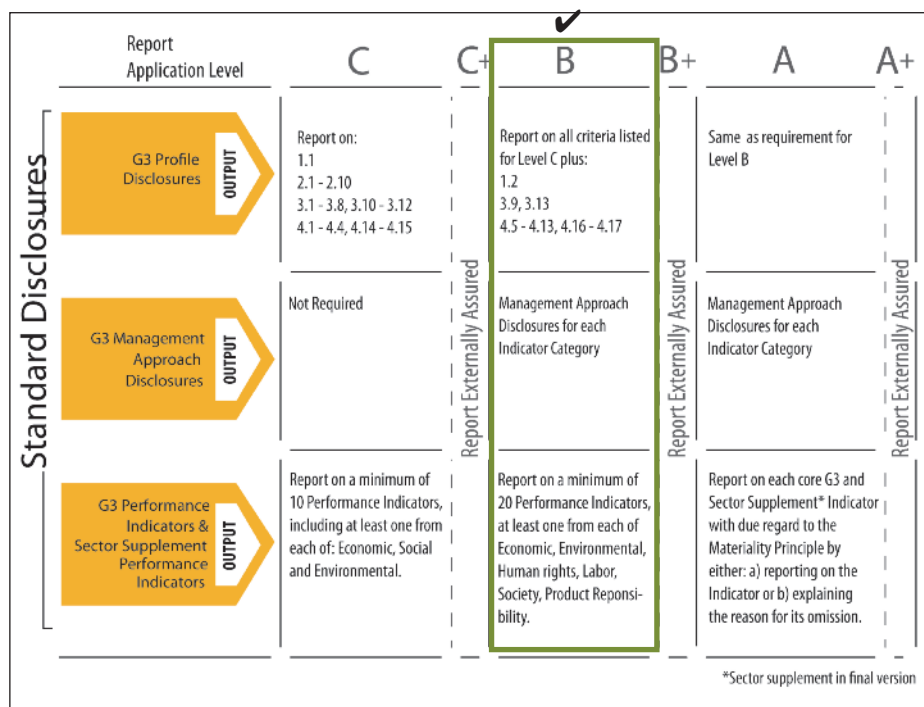 ✔
Report
Application Level
C
C+
B
B+
A
A+
Standard Disclosures
G3 Profile
Disclosures
OUTPUT
Report on:
1.1
2.1 - 2.10
3.1 - 3.8, 3.10 - 3.12
4.1 - 4.4, 4.14 - 4.15
Report on all criteria listed
for Level C plus:
1.2
3.9, 3.13
4.5 - 4.13, 4.16 - 4.17
Same as requirement for
Level B
G3 Management
Approach
Disclosures
OUTPUT
Not Required
Management Approach
Disclosures for each
Indicator Category
Management Approach
Disclosures for each
Indicator Category
G3 Performance
Indicators &
Sector Supplement
Performance
Indicators
OUTPUT
Report on a minimum of
10 Performance Indicators,
including at least one from
each of: Economic, Social
and Environmental.
Report on a minimum of
20 Performance Indicators,
at least one from each of
Economic, Environmental,
Human rights, Labor,
Society, Product Reponsi-
bility.
Report on each core G3 and
Sector Supplement* Indicator
with due regard to the
Materiality Principle by
either: a) reporting on the
Indicator or b) explaining
the reason for its omission.
Report Externally Assured
Report Externally Assured
Report Externally Assured
*Sector supplement in final version